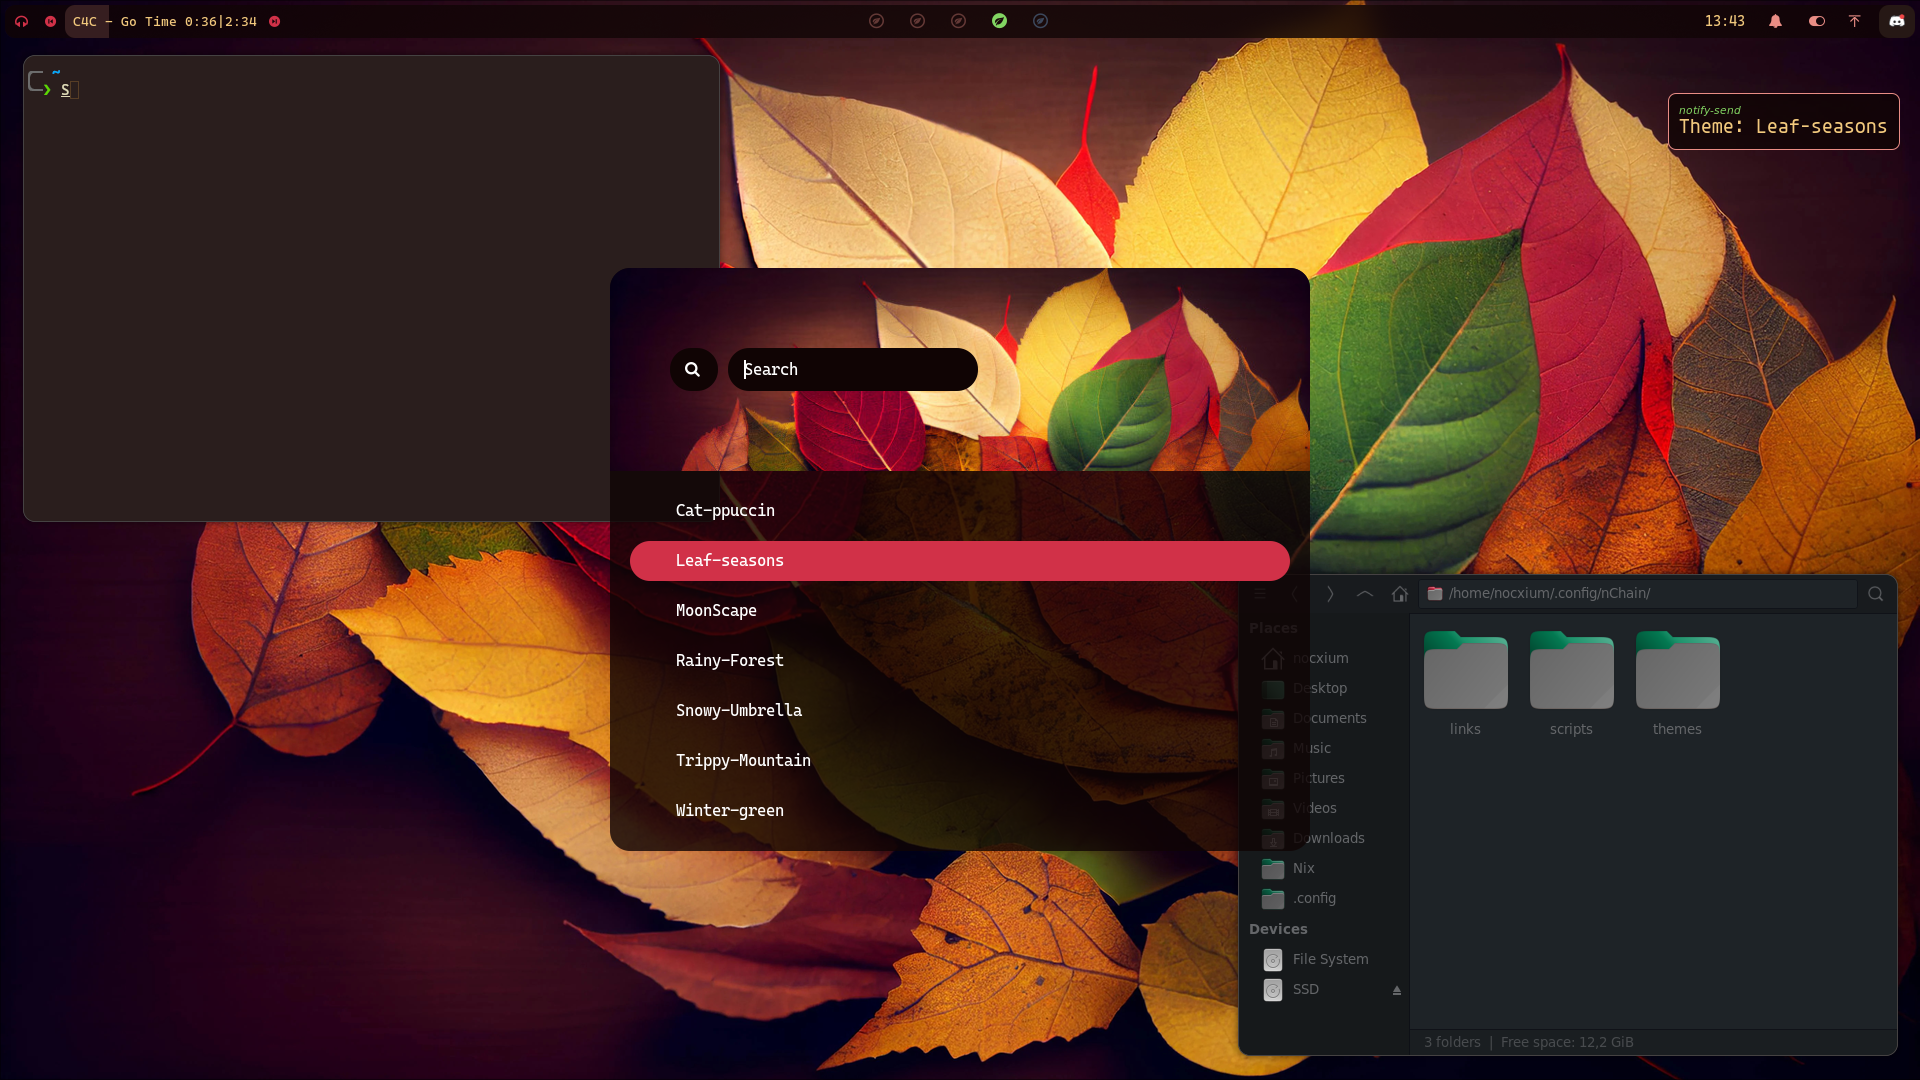 C4C – Go Time 0:36|2:34
13:43
~
❯ S
notify-send
Theme: Leaf-seasons
Search
Cat-ppuccin
Leaf-seasons
MoonScape
Rainy-Forest
Snowy-Umbrella
Trippy-Mountain
Winter-green
/home/nocxium/.config/nChain/
Places
nocxium
Desktop
Documents
Music
Pictures
Videos
Downloads
Nix
.config
Devices
File System
SSD
links
scripts
themes
3 folders | Free space: 12,2 GiB